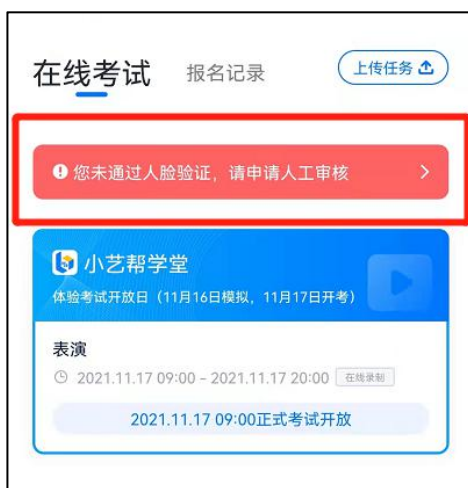 在线考试 报名记录 上传任务
您未通过人脸验证，请申请人工审核
小艺帮学堂
体验考试开放日（11月16日模拟，11月17日开考）
表演
2021.11.17 09:00 - 2021.11.17 20:00 在线录制
2021.11.17 09:00正式考试开放